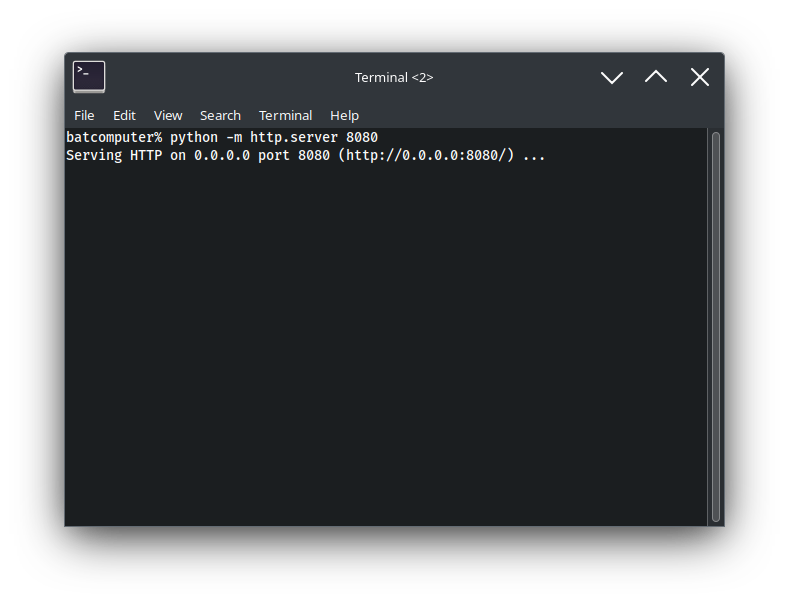 >_
Terminal <2>
File Edit View Search Terminal Help
batcomputer% python -m http.server 8080
Serving HTTP on 0.0.0.0 port 8080 (http://0.0.0.0:8080/) ...